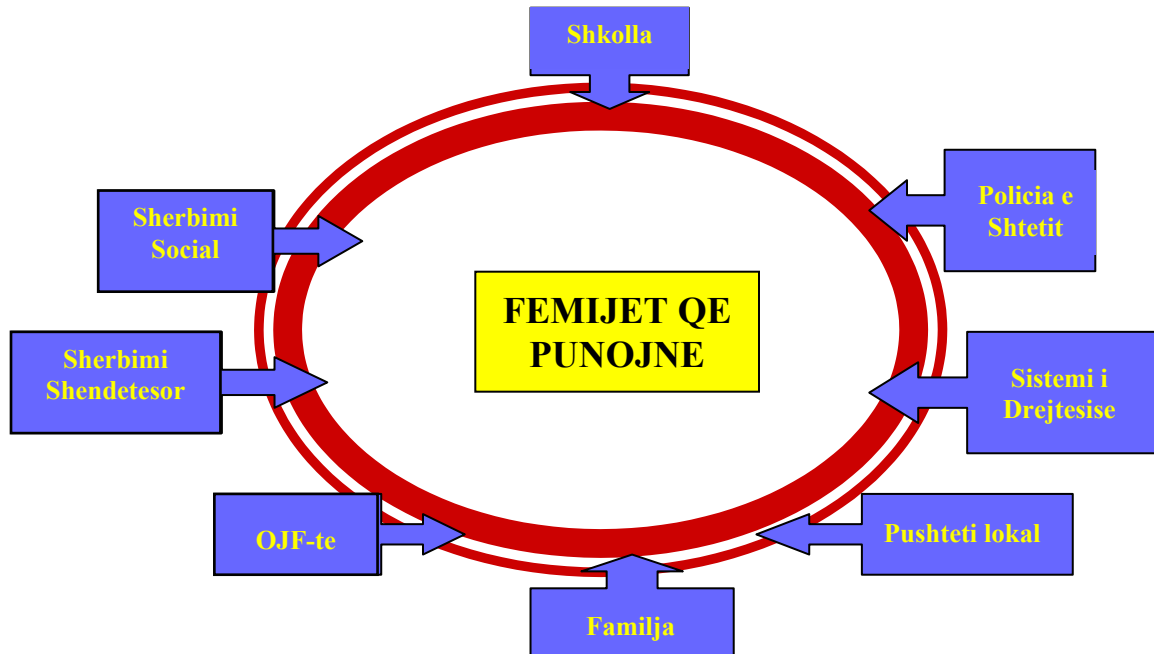 Shkolla
Policia e
Shtetit
Sherbimi
Social
FEMIJET QE
PUNOJNE
Sherbimi
Shendetesor
Sistemi i
Drejtesise
OJF-te
Pushteti lokal
Familja